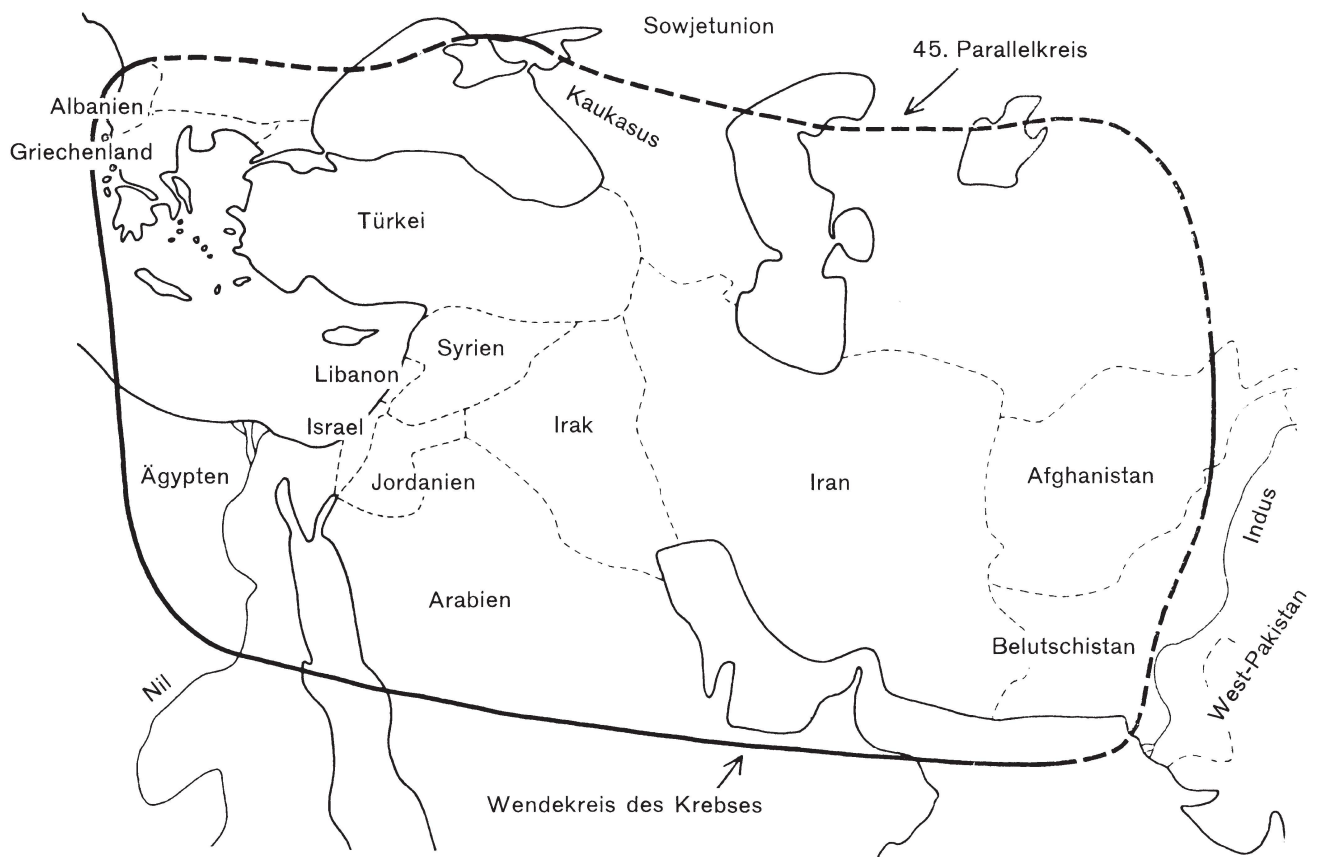 Sowjetunion
45. Parallelkreis
Kaukasus
Albanien
Griechenland
Türkei
Syrien
Libanon
Israel
Irak
Ägypten
Jordanien
Iran
Afghanistan
Indus
Arabien
Belutschistan
West-Pakistan
Nil
Wendekreis des Krebses